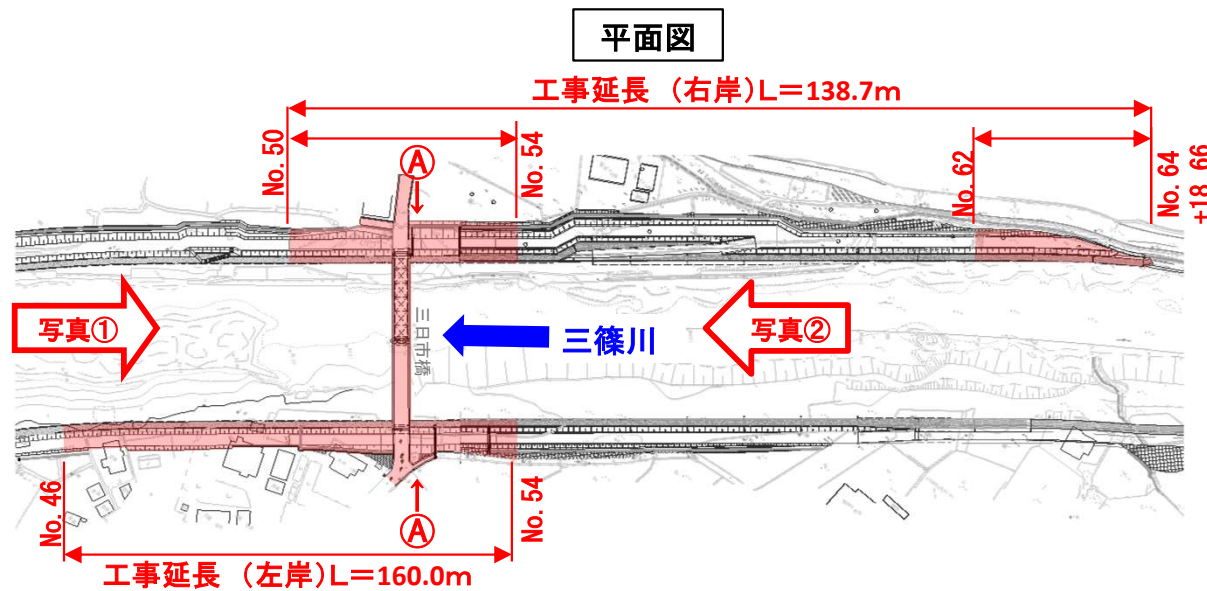 平面図
工事延長 （右岸）L＝138.7ｍ
No. 50
No. 54
No. 62
No. 64
+18.66
Ⓐ
写真①
三日市橋
三篠川
写真②
No. 46
No. 54
Ⓐ
工事延長 （左岸）L＝160.0ｍ